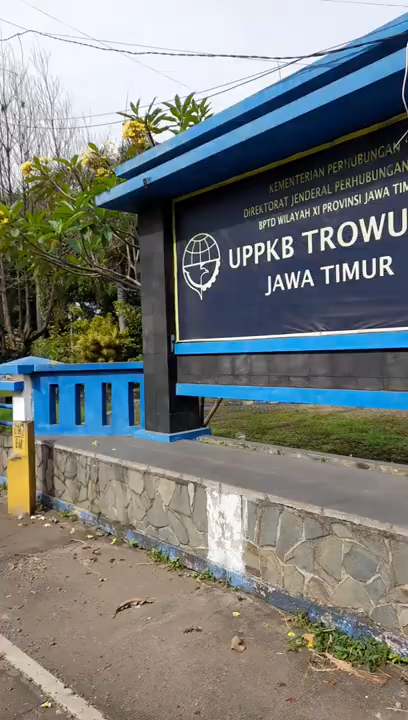 KEMENTERIAN PERHUBUNGAN
DIREKTORAT JENDERAL PERHUBUNGAN
BPTD WILAYAH XI PROVINSI JAWA TIM
UPPKB TROWU
JAWA TIMUR